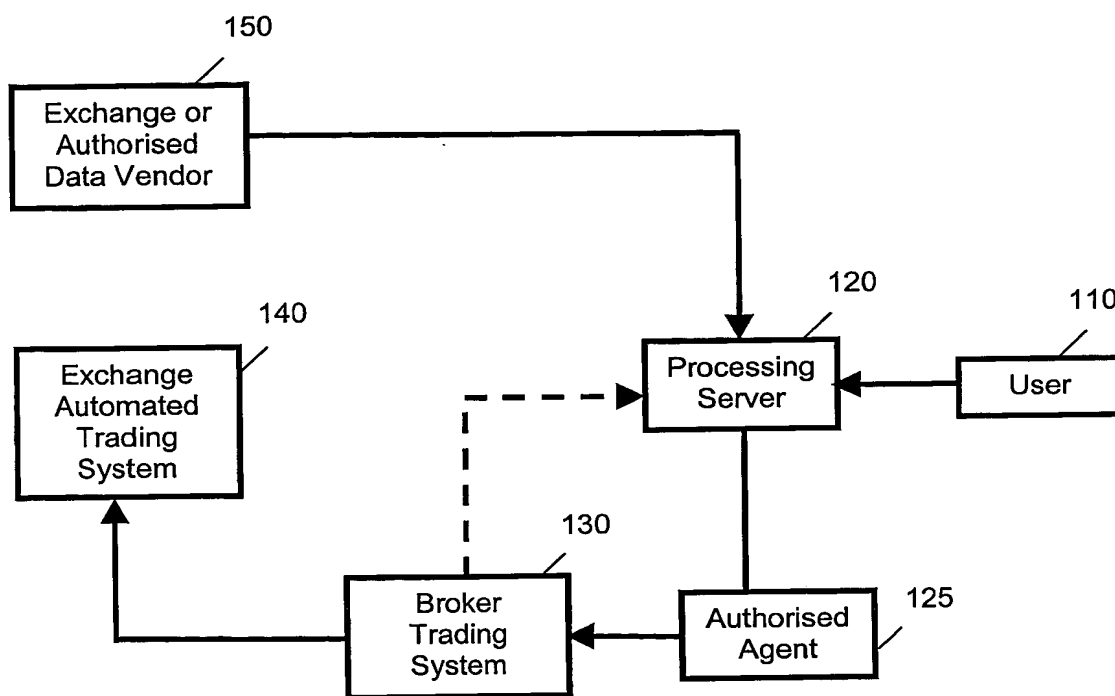 150
Exchange or
Authorised
Data Vendor
140
Exchange
Automated
Trading
System
120
Processing
Server
110
User
130
Broker
Trading
System
125
Authorised
Agent